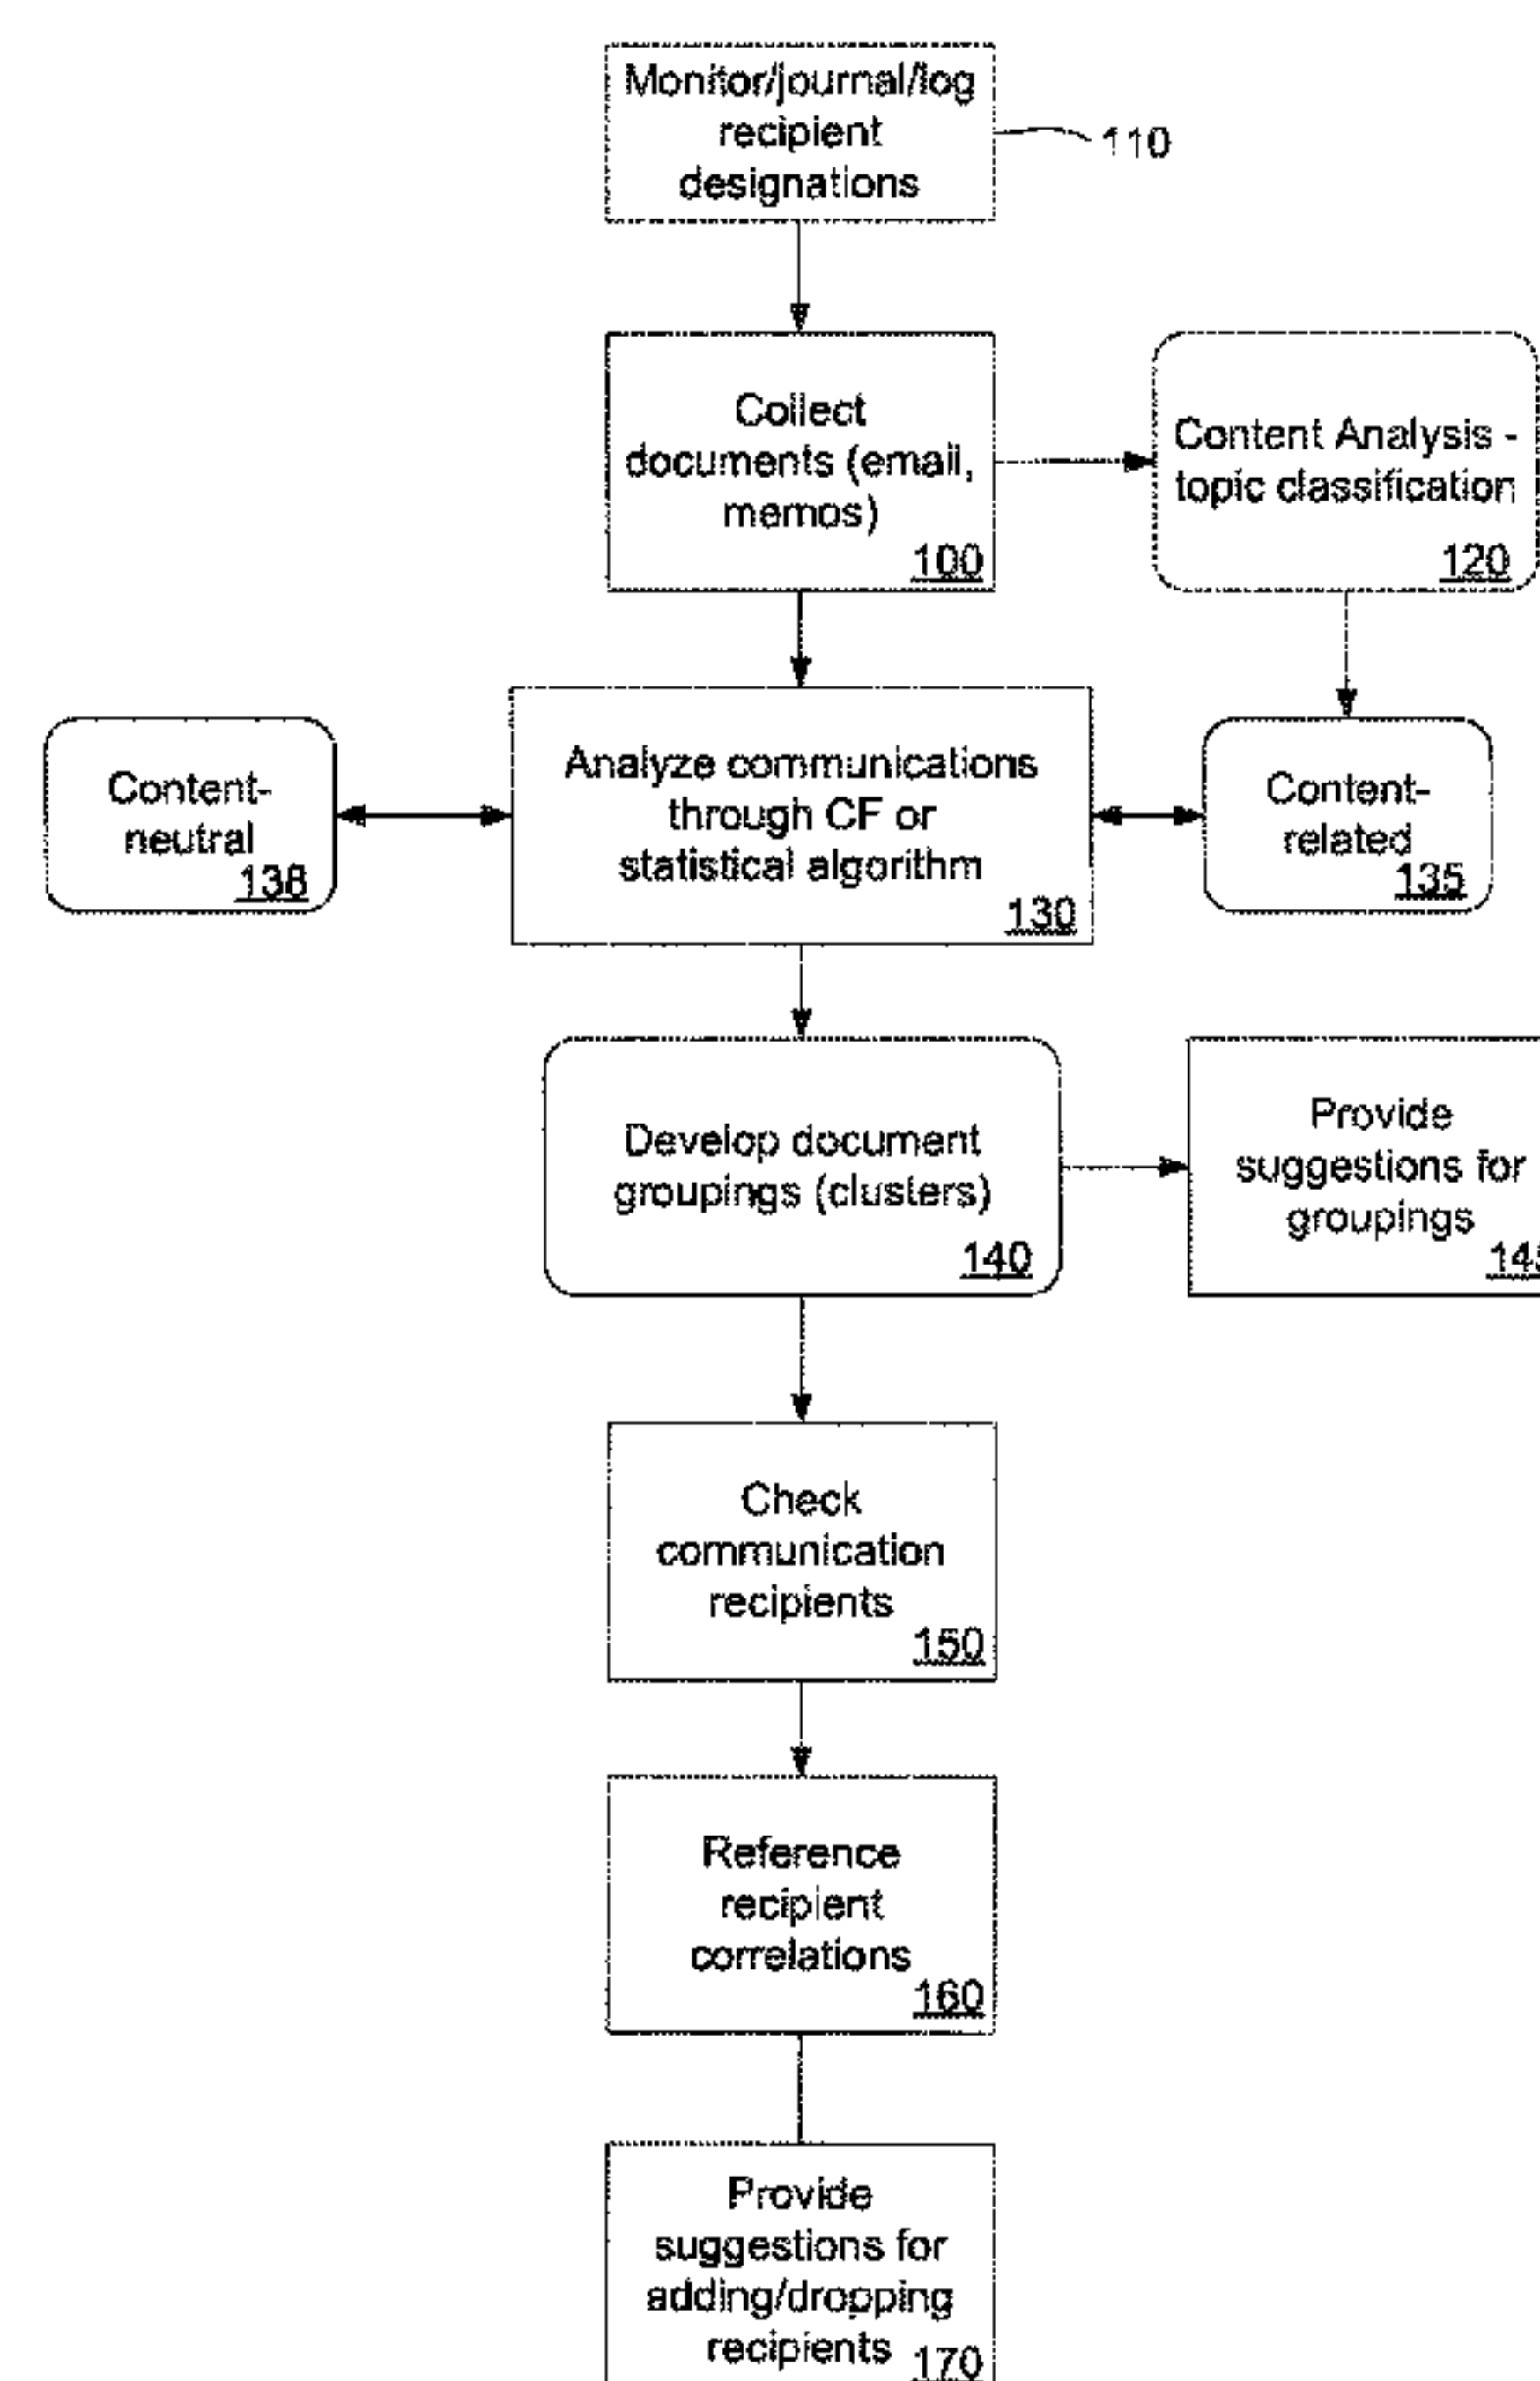 Monitor/journal/log
recipient
designations
110
Collect
documents (email,
memos)
100
Content Analysis -
topic classification
120
Content-
neutral
138
Analyze communications
through CF or
statistical algorithm
130
Content-
related
135
Develop document
groupings (clusters)
140
Provide
suggestions for
groupings
Check
communication
recipients
150
Reference
recipient
correlations
160
Provide
suggestions for
adding/dropping
recipients
170